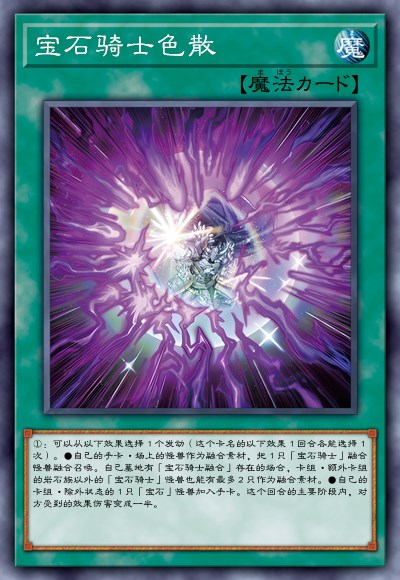 宝石骑士色散
魔
【魔法カード】
まほう
①：可以从以下效果选择1个发动（这个卡名的以下效果1回合各能选择1
次）。●自己的手卡·场上的怪兽作为融合素材，把1只「宝石骑士」融合
怪兽融合召唤。自己墓地有「宝石骑士融合」存在的场合，卡组·额外卡组
的岩石族以外的「宝石骑士」怪兽也能有最多2只作为融合素材。●自己的
卡组·除外状态的1只「宝石」怪兽加入手卡。这个回合的主要阶段内，对
方受到的效果伤害变成一半。